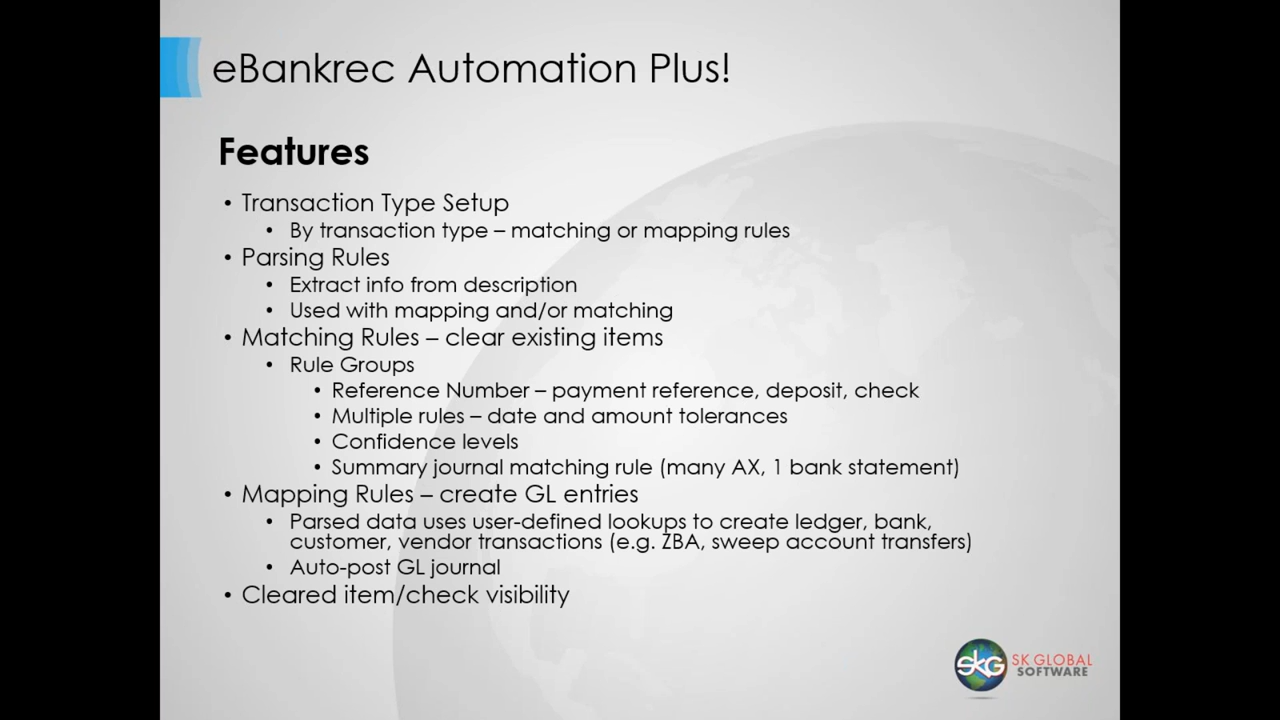 eBankrec Automation Plus!
Features
• Transaction Type Setup
• By transaction type – matching or mapping rules
• Parsing Rules
• Extract info from description
• Used with mapping and/or matching
• Matching Rules – clear existing items
• Rule Groups
• Reference Number – payment reference, deposit, check
• Multiple rules – date and amount tolerances
• Confidence levels
• Summary journal matching rule (many AX, 1 bank statement)
• Mapping Rules – create GL entries
• Parsed data uses user-defined lookups to create ledger, bank,
customer, vendor transactions (e.g. ZBA, sweep account transfers)
• Auto-post GL journal
• Cleared item/check visibility
skg SK GLOBAL
SOFTWARE